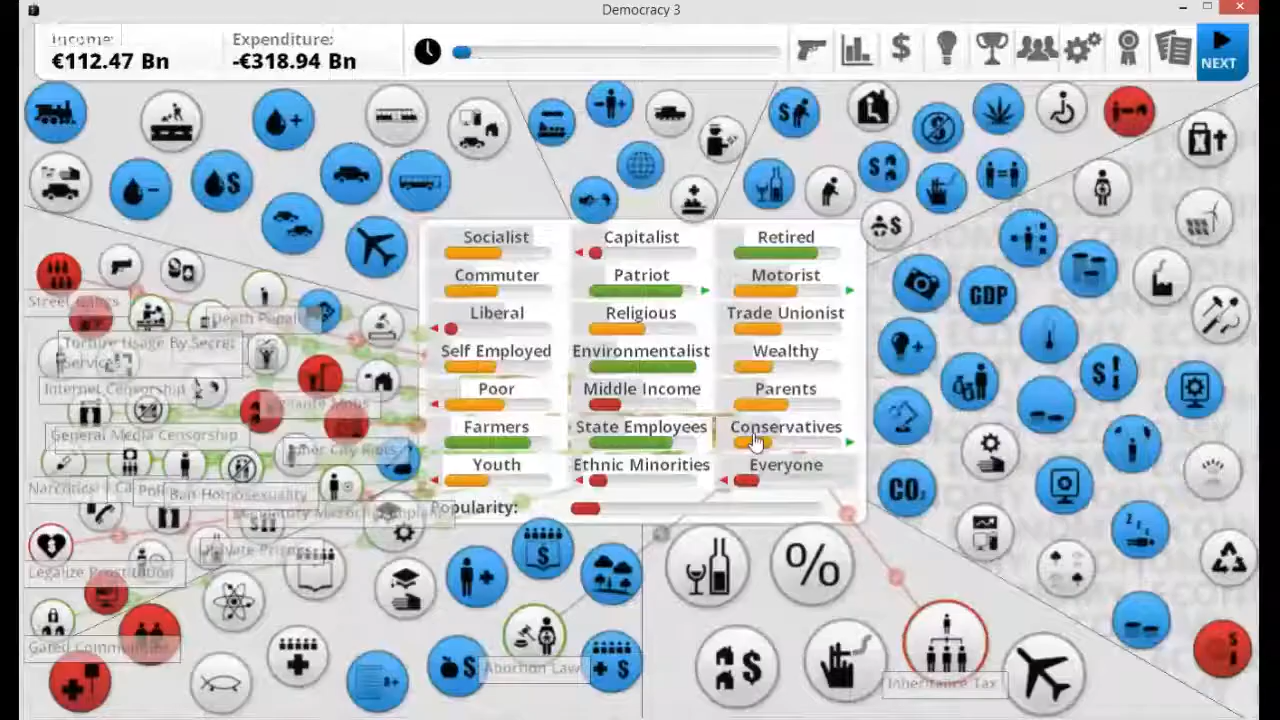 Democracy 3
Income:
€112.47 Bn
Expenditure:
-€318.94 Bn
NEXT
Socialist
Capitalist
Retired
Commuter
Patriot
Motorist
Liberal
Religious
Trade Unionist
Self Employed
Environmentalist
Wealthy
Poor
Middle Income
Parents
Farmers
State Employees
Conservatives
Youth
Ethnic Minorities
Everyone
Popularity:
Street Gangs
Death Penalty
Torture Usage By Secret
Services
Internet Censorship
Vigilante Mobs
General Media Censorship
Inner City Riots
Narcotics
Ban Homosexuality
Private Prisons
Legalize Prostitution
Gated Communities
Abortion Law
Inheritance Tax
GDP
CO₂
%